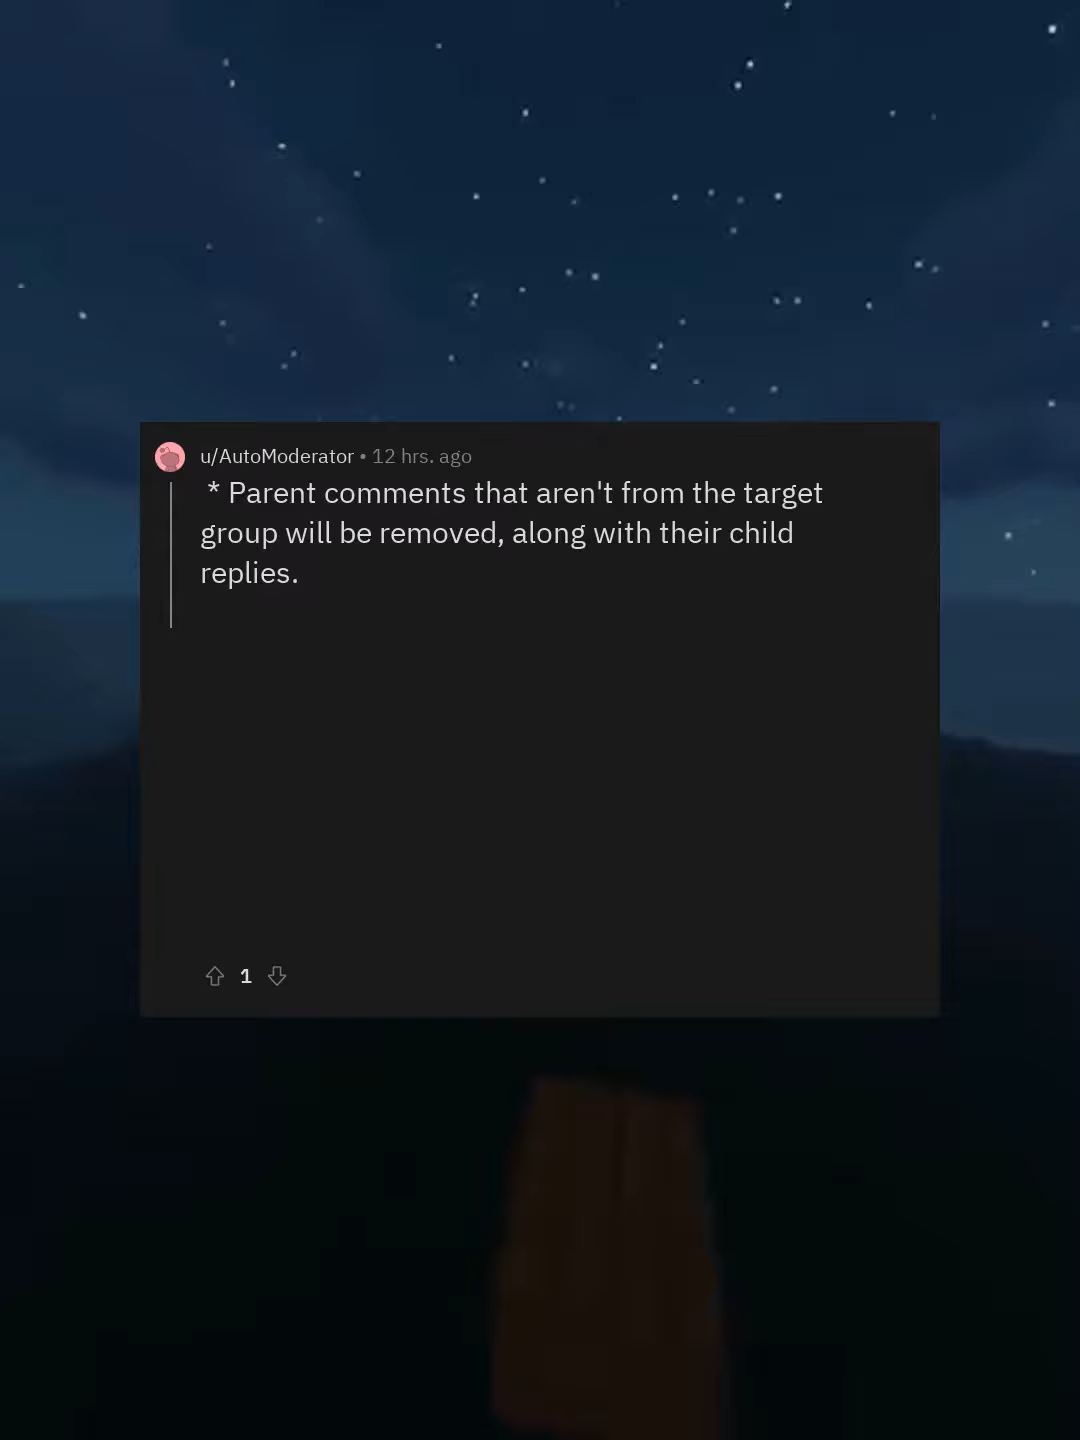 u/AutoModerator • 12 hrs. ago
* Parent comments that aren't from the target
group will be removed, along with their child
replies.
1